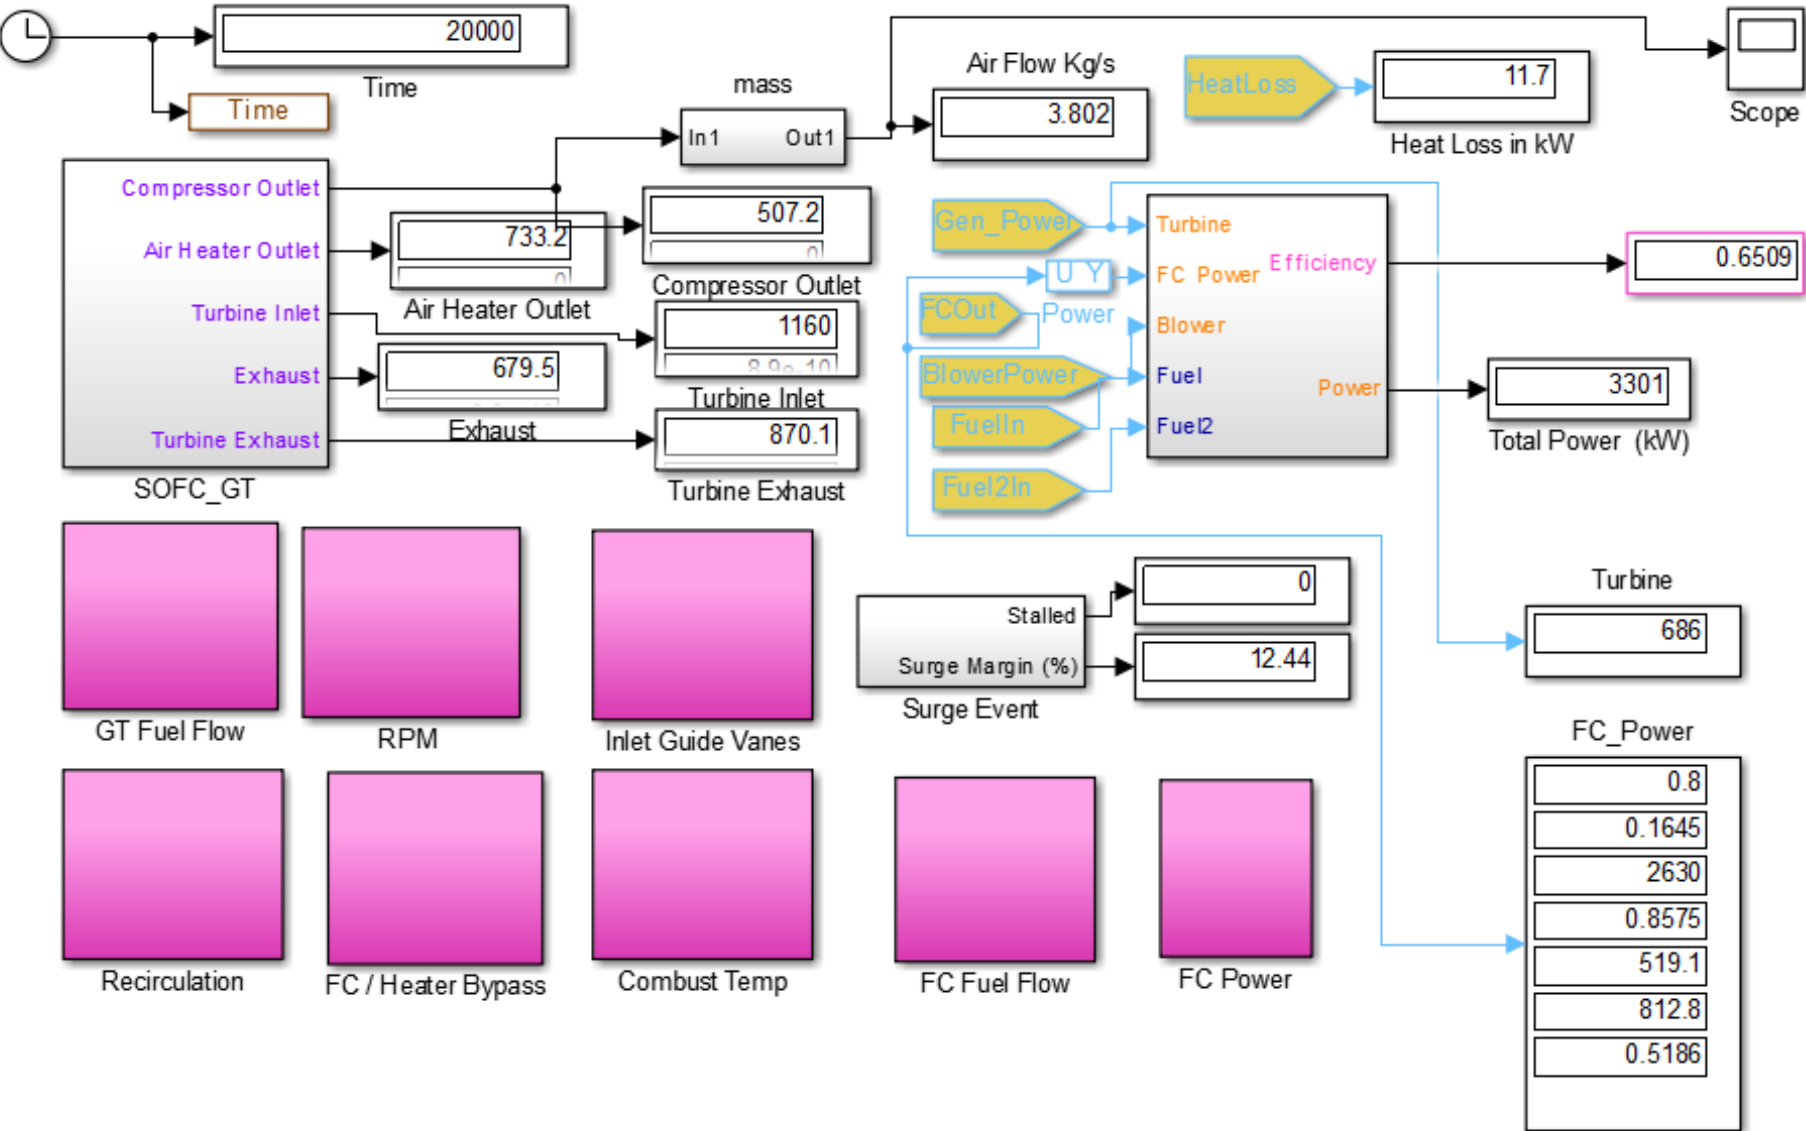 20000
Time
Time
mass
In1 Out1
Air Flow Kg/s
3.802
HeatLoss
11.7
Heat Loss in kW
Scope
Compressor Outlet
Air Heater Outlet
Turbine Inlet
Exhaust
Turbine Exhaust
SOFC_GT
733.2
0
Air Heater Outlet
507.2
0
Compressor Outlet
1160
8.9e-10
Turbine Inlet
679.5
Exhaust
870.1
Turbine Exhaust
Gen_Power
U Y
FCOut
Power
BlowerPower
FuelIn
Fuel2In
Turbine
FC Power
Blower
Fuel
Fuel2
Efficiency
Power
0.6509
3301
Total Power (kW)
GT Fuel Flow
RPM
Inlet Guide Vanes
Stalled
Surge Margin (%)
Surge Event
0
12.44
Turbine
686
FC_Power
0.8
0.1645
2630
0.8575
519.1
812.8
0.5186
Recirculation
FC / Heater Bypass
Combust Temp
FC Fuel Flow
FC Power